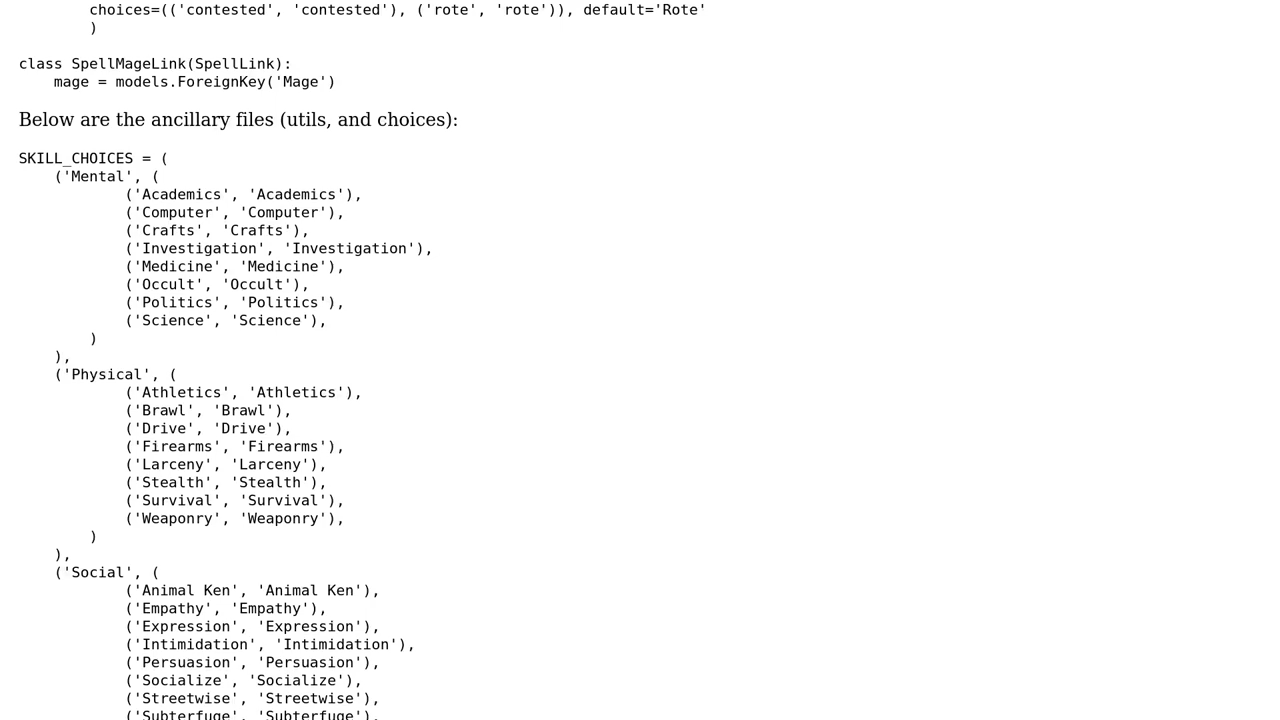 choices=(('contested', 'contested'), ('rote', 'rote')), default='Rote'
        )
class SpellMageLink(SpellLink):
    mage = models.ForeignKey('Mage')
Below are the ancillary files (utils, and choices):
SKILL_CHOICES = (
    ('Mental', (
            ('Academics', 'Academics'),
            ('Computer', 'Computer'),
            ('Crafts', 'Crafts'),
            ('Investigation', 'Investigation'),
            ('Medicine', 'Medicine'),
            ('Occult', 'Occult'),
            ('Politics', 'Politics'),
            ('Science', 'Science'),
        )
    ),
    ('Physical', (
            ('Athletics', 'Athletics'),
            ('Brawl', 'Brawl'),
            ('Drive', 'Drive'),
            ('Firearms', 'Firearms'),
            ('Larceny', 'Larceny'),
            ('Stealth', 'Stealth'),
            ('Survival', 'Survival'),
            ('Weaponry', 'Weaponry'),
        )
    ),
    ('Social', (
            ('Animal Ken', 'Animal Ken'),
            ('Empathy', 'Empathy'),
            ('Expression', 'Expression'),
            ('Intimidation', 'Intimidation'),
            ('Persuasion', 'Persuasion'),
            ('Socialize', 'Socialize'),
            ('Streetwise', 'Streetwise'),
            ('Subterfuge', 'Subterfuge'),